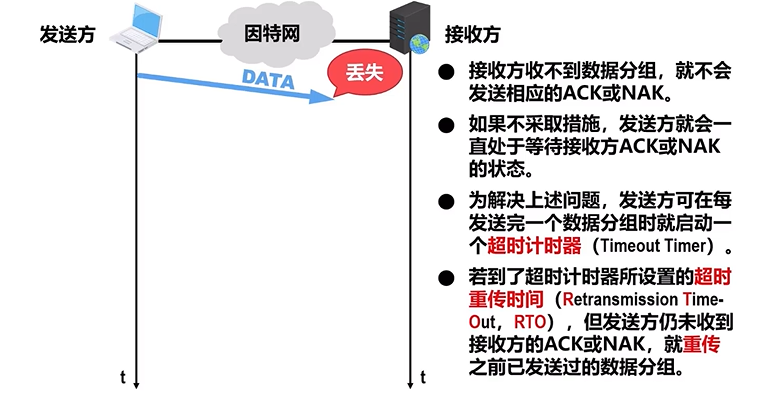 发送方
因特网
接收方
DATA
丢失
t
t
● 接收方收不到数据分组，就不会
发送相应的ACK或NAK。
● 如果不采取措施，发送方就会一
直处于等待接收方ACK或NAK
的状态。
● 为解决上述问题，发送方可在每
发送完一个数据分组时就启动一
个超时计时器（Timeout Timer）。
● 若到了超时计时器所设置的超时
重传时间（Retransmission Time-
Out，RTO），但发送方仍未收到
接收方的ACK或NAK，就重传
之前已发送过的数据分组。